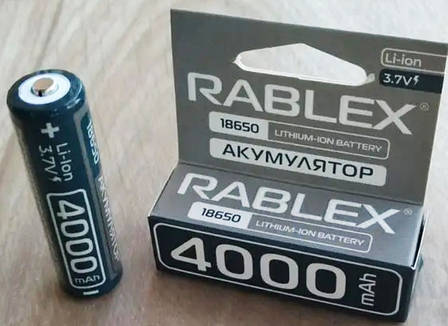 Li-ion
3.7V
RABLEX®
18650 LITHIUM-ION BATTERY
АКУМУЛЯТОР
RABLEX®
18650 LITHIUM-ION BATTERY
4000 mAh
+ Li-ion
3.7V
4000 mAh